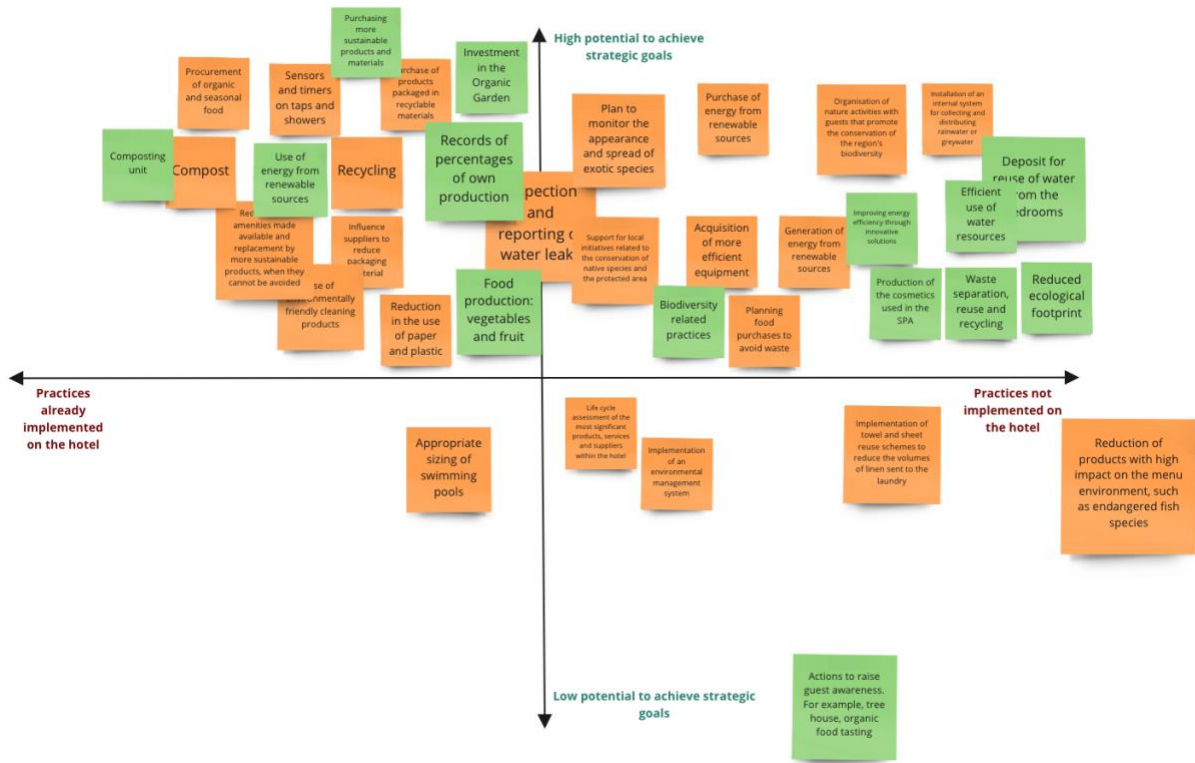 Purchasing
more
sustainable
products and
materials
Investment
in the
Organic
Garden
High potential to achieve
strategic goals
Procurement
of organic
and seasonal
food
Sensors
and timers
on taps and
showers
of
products
packaged in
recyclable
materials
Plan to
monitor the
appearance
and spread of
exotic species
Purchase of
energy from
renewable
sources
Organisation of
nature activities with
guests that promote
the conservation of
the region's
biodiversity
Installation of an
internal system
for collecting and
distributing
rainwater or
greywater
Composting
unit
Compost
Use of
energy from
renewable
sources
Recycling
Records of
percentages
of own
production
Deposit for
reuse of water
from the
Efficient
use of
water
resources
and
reporting
water leak
amenities made
available and
replacement by
more sustainable
products, when they
cannot be avoided
Influence
suppliers to
reduce
packaging
Support for local
initiatives related to
the conservation of
native species and
the protected area
Acquisition
of more
efficient
equipment
Generation of
energy from
renewable
sources
Improving energy
efficiency through
innovative
solutions
of
friendly cleaning
products
Reduction
in the use
of paper
and plastic
Food
production:
vegetables
and fruit
Biodiversity
related
practices
Planning
food
purchases to
avoid waste
Production of
the cosmetics
used in the
SPA
Waste
separation,
reuse and
recycling
Reduced
ecological
footprint
Practices
already
implemented
on the hotel
Practices not
implemented on
the hotel
Appropriate
sizing of
swimming
pools
Life cycle
assessment of the
most significant
products, services
and suppliers
within the hotel
Implementation
of an
environmental
management
system
Implementation of
towel and sheet
reuse schemes to
reduce the volumes
of linen sent to the
laundry
Reduction of
products with high
impact on the menu
environment, such
as endangered fish
species
Low potential to achieve strategic
goals
Actions to raise
guest awareness.
For example, tree
house, organic
food tasting